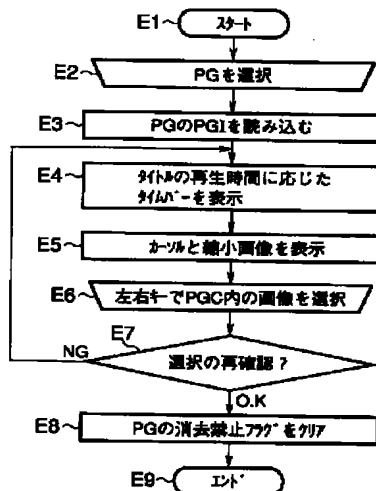 E1 スタート
E2 PGを選択
E3 PGのPGIを読み込む
E4 タイトルの再生時間に応じた
タイムバーを表示
E5 カーソルと縮小画像を表示
E6 左右キーでPGC内の画像を選択
E7
NG 選択の再確認?
O.K
E8 PGの消去禁止フラグをクリア
E9 エンド